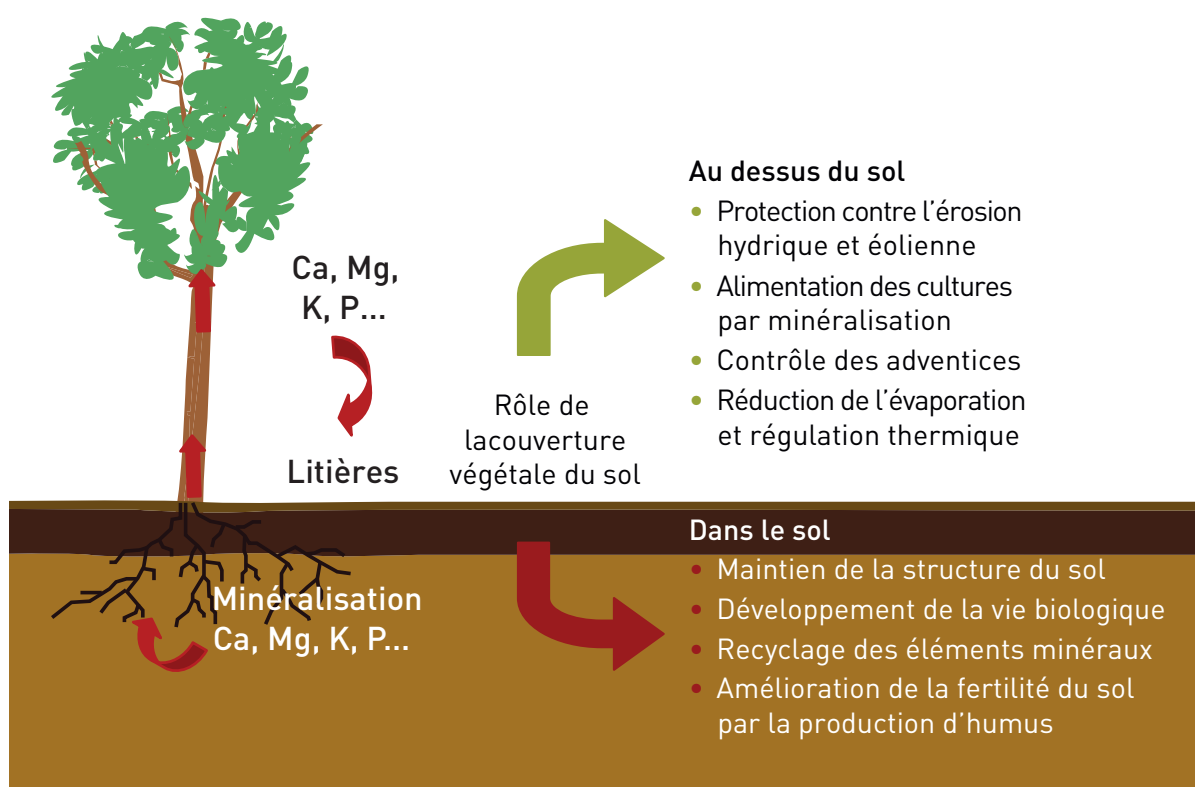 Ca, Mg,
K, P...
Litières
Minéralisation
Ca, Mg, K, P...
Rôle de
lacouverture
végétale du sol
Au dessus du sol
• Protection contre l’érosion
hydrique et éolienne
• Alimentation des cultures
par minéralisation
• Contrôle des adventices
• Réduction de l’évaporation
et régulation thermique
Dans le sol
• Maintien de la structure du sol
• Développement de la vie biologique
• Recyclage des éléments minéraux
• Amélioration de la fertilité du sol
par la production d’humus